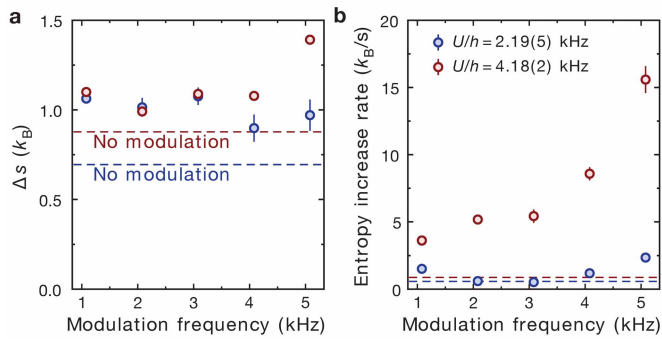 a
Δs (kB)
1.5
1.0
0.5
0.0
No modulation
No modulation
1 2 3 4 5
Modulation frequency (kHz)
b
Entropy increase rate (kB/s)
20
15
10
5
0
U/h = 2.19(5) kHz
U/h = 4.18(2) kHz
1 2 3 4 5
Modulation frequency (kHz)